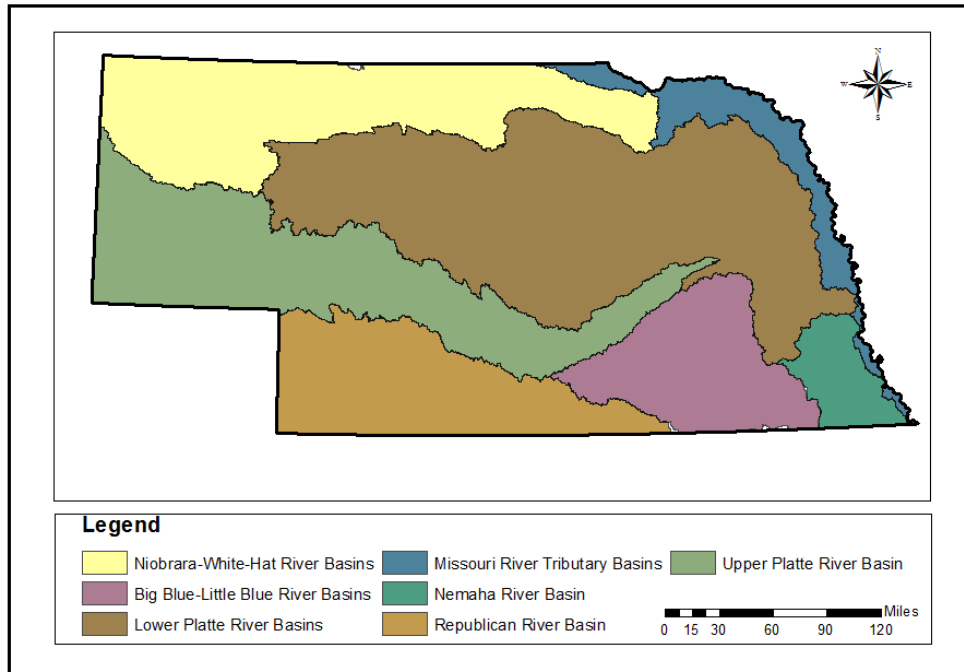 N
W E
S
Legend
Niobrara-White-Hat River Basins
Missouri River Tributary Basins
Upper Platte River Basin
Big Blue-Little Blue River Basins
Nemaha River Basin
Lower Platte River Basins
Republican River Basin
Miles
0 15 30 60 90 120